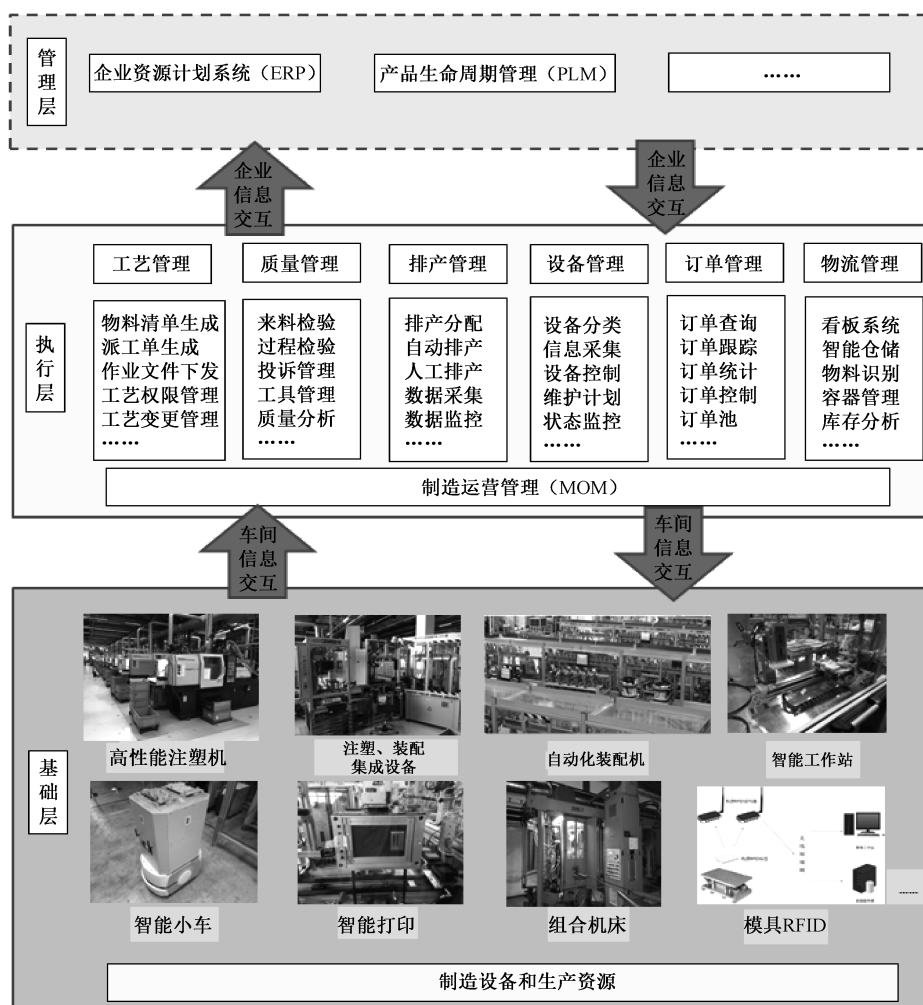 管理层
企业资源计划系统（ERP）
产品生命周期管理（PLM）
……
企业
信息
交互
企业
信息
交互
执行层
工艺管理
质量管理
排产管理
设备管理
订单管理
物流管理
物料清单生成
派工单生成
作业文件下发
工艺权限管理
工艺变更管理
……
来料检验
过程检验
投诉管理
工具管理
质量分析
……
排产分配
自动排产
人工排产
数据采集
数据监控
……
设备分类
信息采集
设备控制
维护计划
状态监控
……
订单查询
订单跟踪
订单统计
订单控制
订单池
……
看板系统
智能仓储
物料识别
容器管理
库存分析
……
制造运营管理（MOM）
车间
信息
交互
车间
信息
交互
基础层
高性能注塑机
注塑、装配
集成设备
自动化装配机
智能工作站
智能小车
智能打印
组合机床
模具RFID
……
制造设备和生产资源